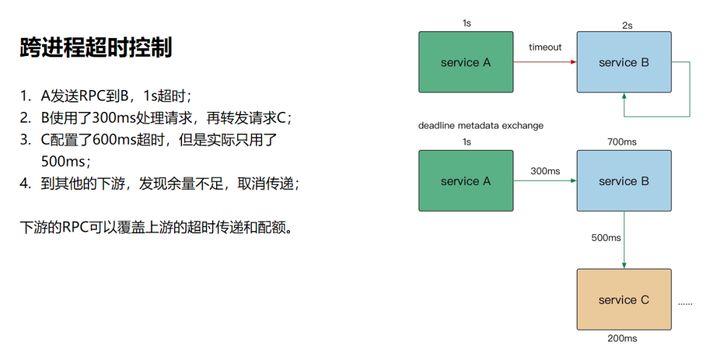 跨进程超时控制
1. A发送RPC到B，1s超时；
2. B使用了300ms处理请求，再转发请求C；
3. C配置了600ms超时，但是实际只用了
500ms；
4. 到其他的下游，发现余量不足，取消传递；
下游的RPC可以覆盖上游的超时传递和配额。
1s
2s
service A
timeout
service B
deadline metadata exchange
1s
700ms
service A
300ms
service B
500ms
service C
......
200ms